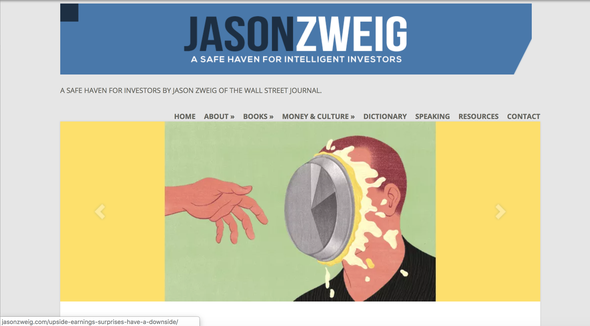 JASONZWEIG
A SAFE HAVEN FOR INTELLIGENT INVESTORS
A SAFE HAVEN FOR INVESTORS BY JASON ZWEIG OF THE WALL STREET JOURNAL.
HOME ABOUT » BOOKS » MONEY & CULTURE » DICTIONARY SPEAKING RESOURCES CONTACT
jasonzweig.com/upside-earnings-surprises-have-a-downside/